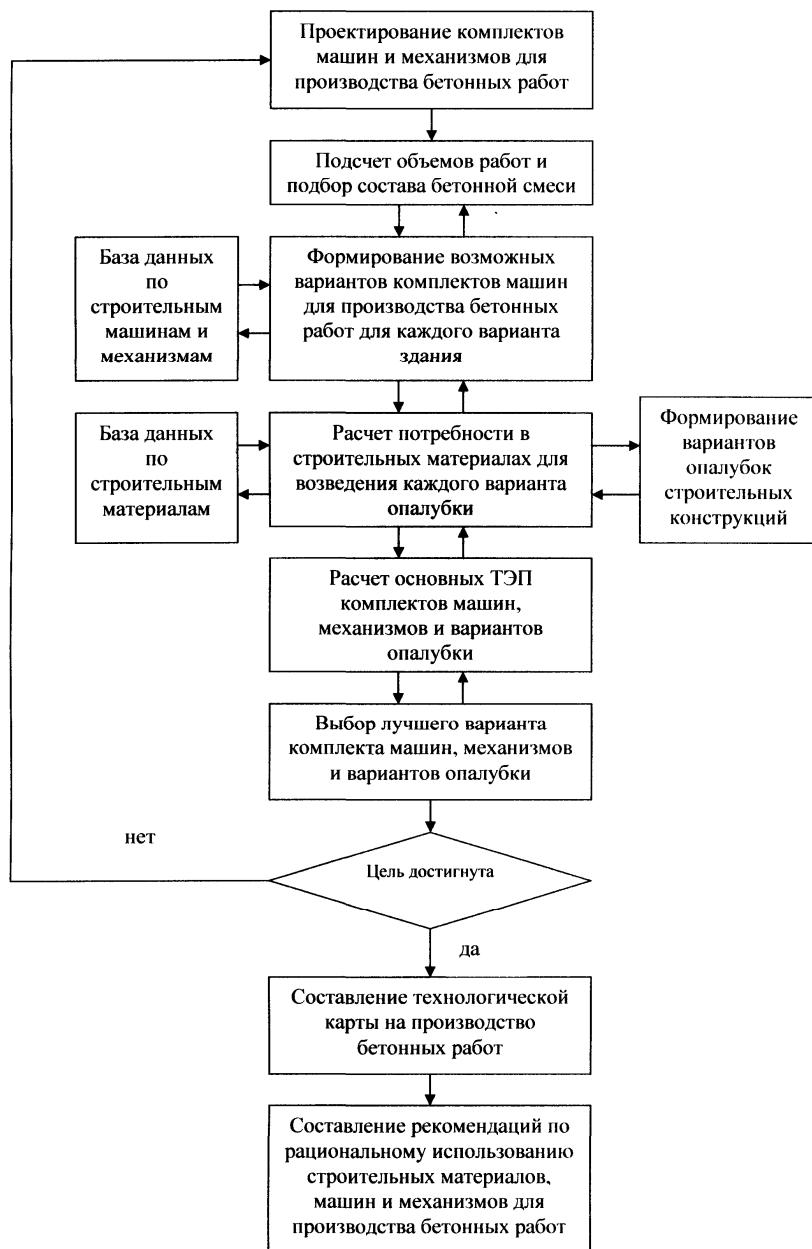 Проектирование комплектов
машин и механизмов для
производства бетонных работ
Подсчет объемов работ и
подбор состава бетонной смеси
База данных
по
строительным
машинам и
механизмам
Формирование возможных
вариантов комплектов машин
для производства бетонных
работ для каждого варианта
здания
База данных
по
строительным
материалам
Расчет потребности в
строительных материалах для
возведения каждого варианта
опалубки
Формирование
вариантов
опалубок
строительных
конструкций
Расчет основных ТЭП
комплектов машин,
механизмов и вариантов
опалубки
Выбор лучшего варианта
комплекта машин, механизмов
и вариантов опалубки
нет
Цель достигнута
да
Составление технологической
карты на производство
бетонных работ
Составление рекомендаций по
рациональному использованию
строительных материалов,
машин и механизмов для
производства бетонных работ